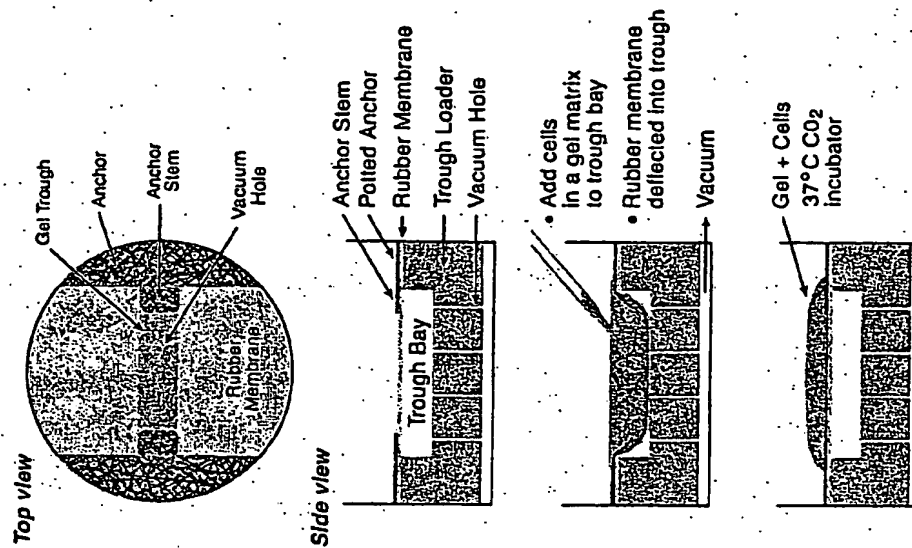 Top view
Gel Trough
Anchor
Anchor
Stem
Vacuum
Hole
Rubber
Membrane
Side view
Anchor Stem
Potted Anchor
Rubber Membrane
Trough Loader
Vacuum Hole
Trough Bay
• Add cells
in a gel matrix
to trough bay
• Rubber membrane
deflected into trough
Vacuum
Gel + Cells
37° C CO2
incubator